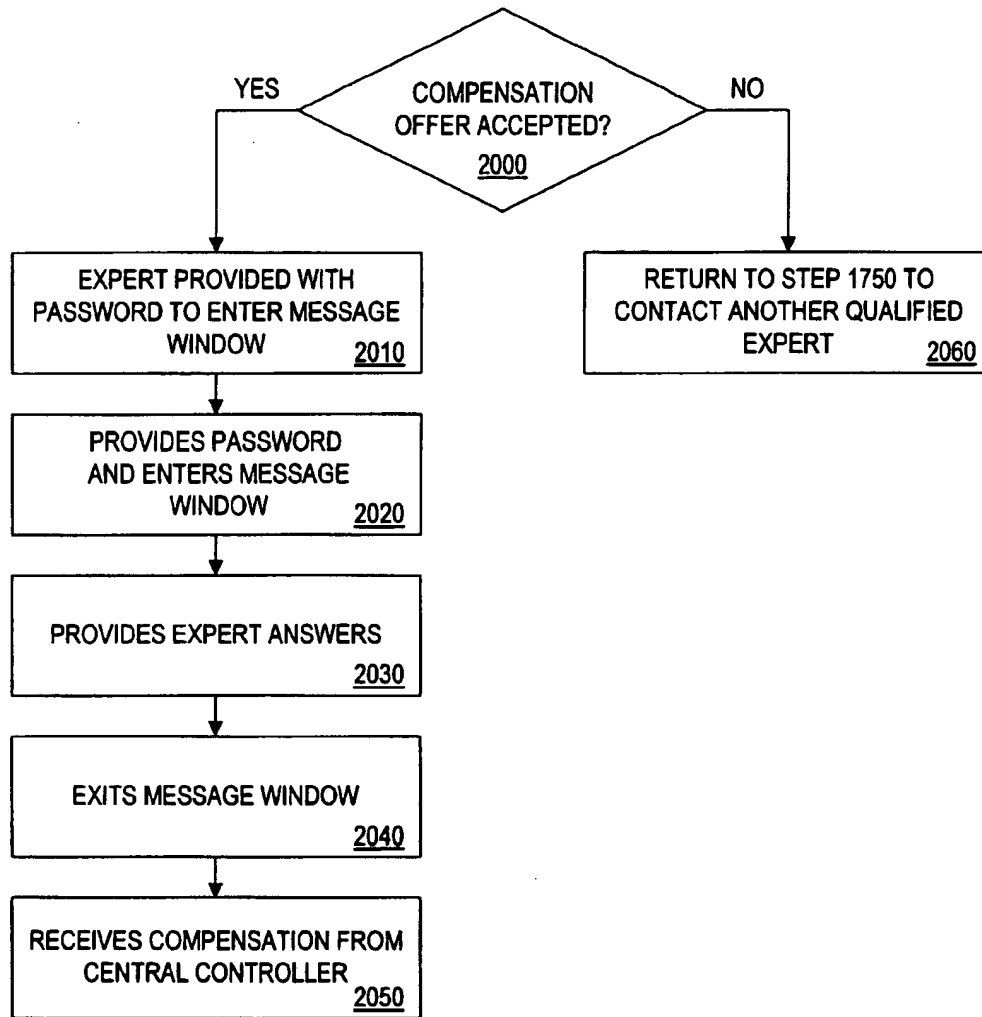 YES
COMPENSATION
OFFER ACCEPTED?
2000
NO
EXPERT PROVIDED WITH
PASSWORD TO ENTER MESSAGE
WINDOW
2010
PROVIDES PASSWORD
AND ENTERS MESSAGE
WINDOW
2020
PROVIDES EXPERT ANSWERS
2030
EXITS MESSAGE WINDOW
2040
RECEIVES COMPENSATION FROM
CENTRAL CONTROLLER
2050
RETURN TO STEP 1750 TO
CONTACT ANOTHER QUALIFIED
EXPERT
2060